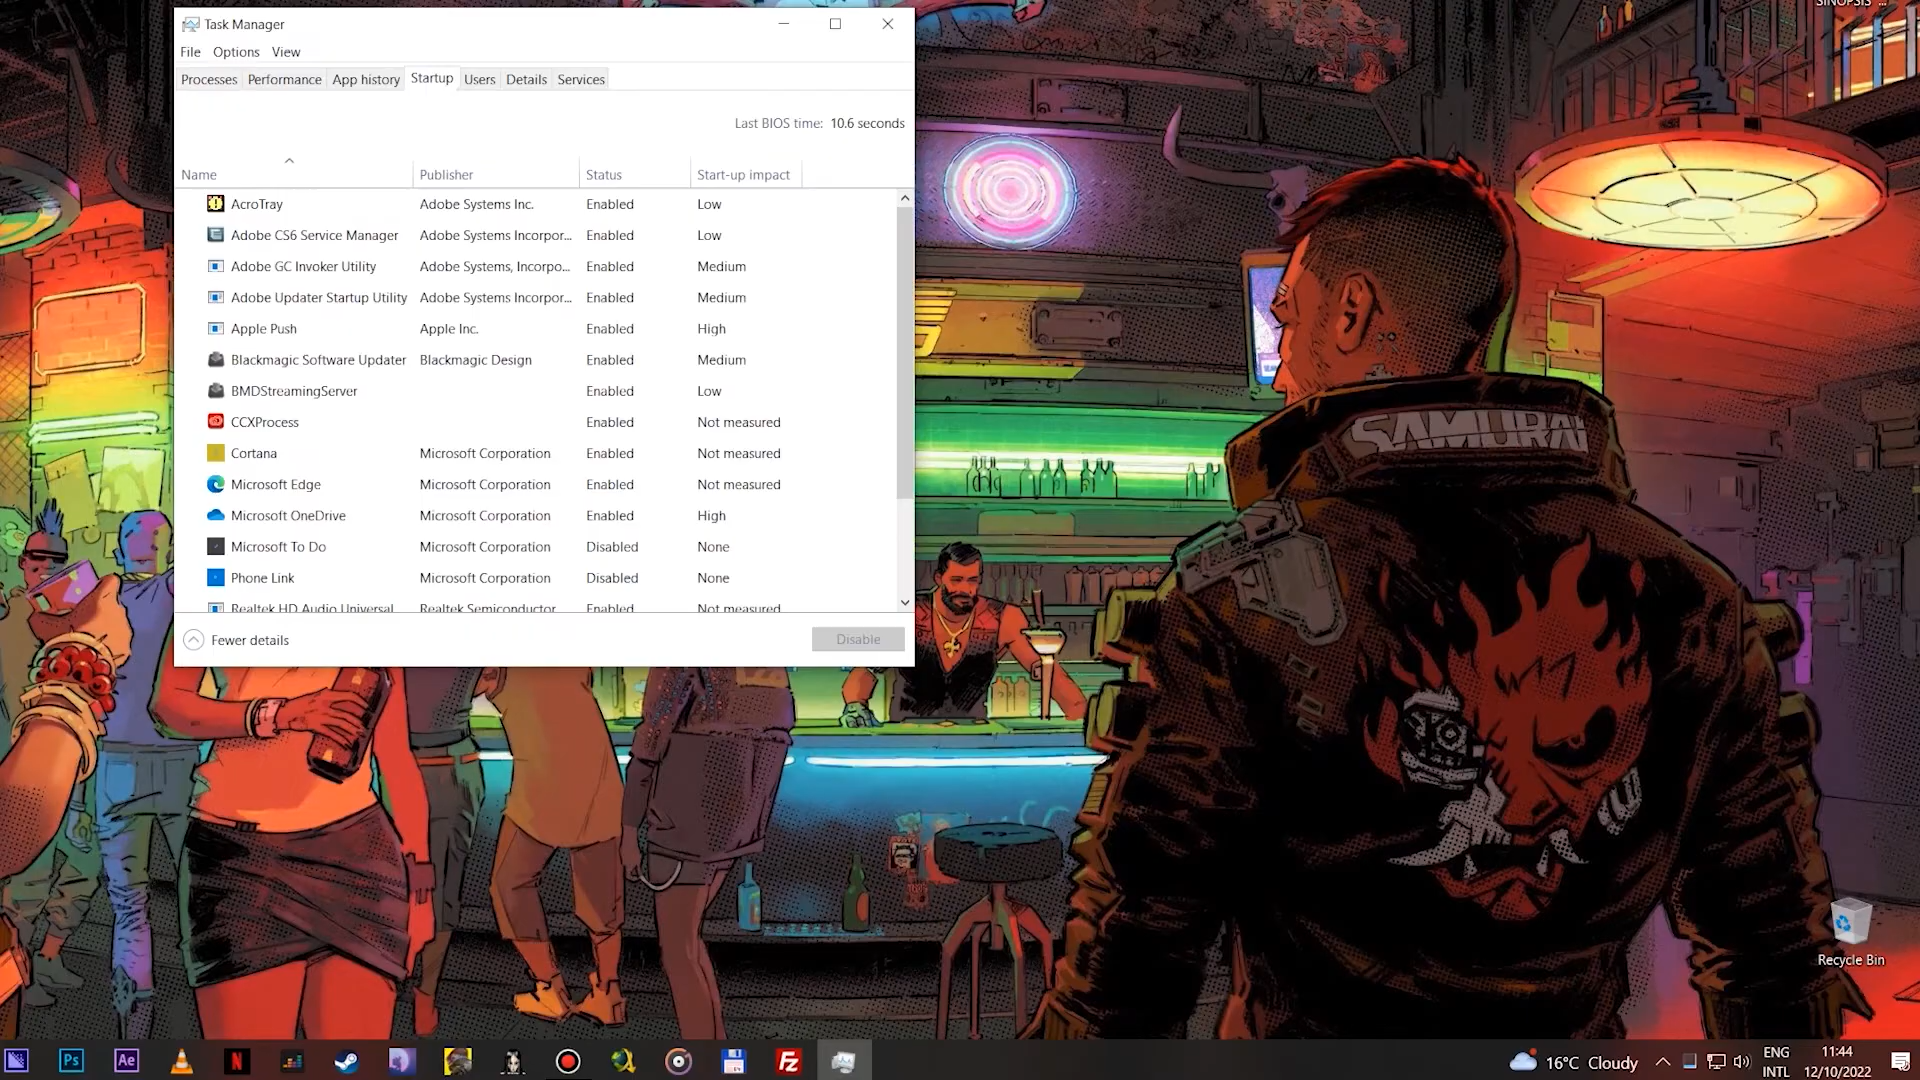 SINOPSIS ...
Task Manager
File Options View
Processes Performance App history Startup Users Details Services
Last BIOS time: 10.6 seconds
Name Publisher Status Start-up impact
AcroTray Adobe Systems Inc. Enabled Low
Adobe CS6 Service Manager Adobe Systems Incorpor... Enabled Low
Adobe GC Invoker Utility Adobe Systems, Incorpo... Enabled Medium
Adobe Updater Startup Utility Adobe Systems Incorpor... Enabled Medium
Apple Push Apple Inc. Enabled High
Blackmagic Software Updater Blackmagic Design Enabled Medium
BMDStreamingServer Enabled Low
CCXProcess Enabled Not measured
Cortana Microsoft Corporation Enabled Not measured
Microsoft Edge Microsoft Corporation Enabled Not measured
Microsoft OneDrive Microsoft Corporation Enabled High
Microsoft To Do Microsoft Corporation Disabled None
Phone Link Microsoft Corporation Disabled None
Realtek HD Audio Universal Realtek Semiconductor Enabled Not measured
Fewer details Disable
SAMURAI
Recycle Bin
Ps Ae N Fz 16°C Cloudy ENG 11:44
INTL 12/10/2022